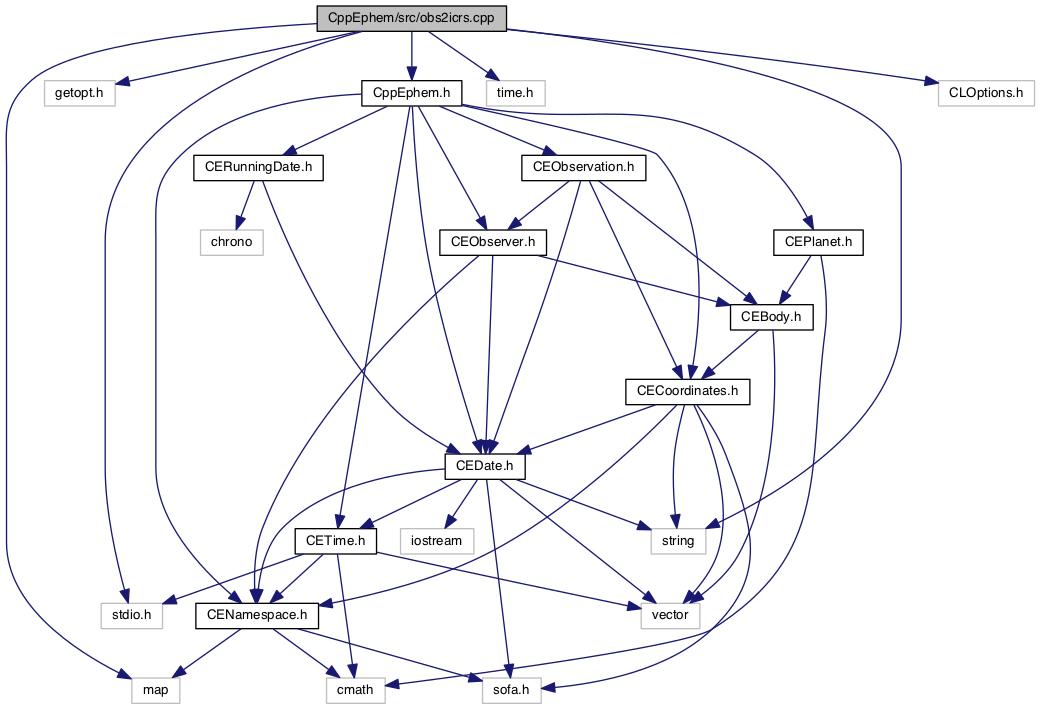 CppEphem/src/obs2icrs.cpp
getopt.h
CppEphem.h
time.h
CLOptions.h
CERunningDate.h
CEObservation.h
chrono
CEObserver.h
CEPlanet.h
CEBody.h
CECoordinates.h
CEDate.h
CETime.h
iostream
string
stdio.h
CENamespace.h
vector
map
cmath
sofa.h